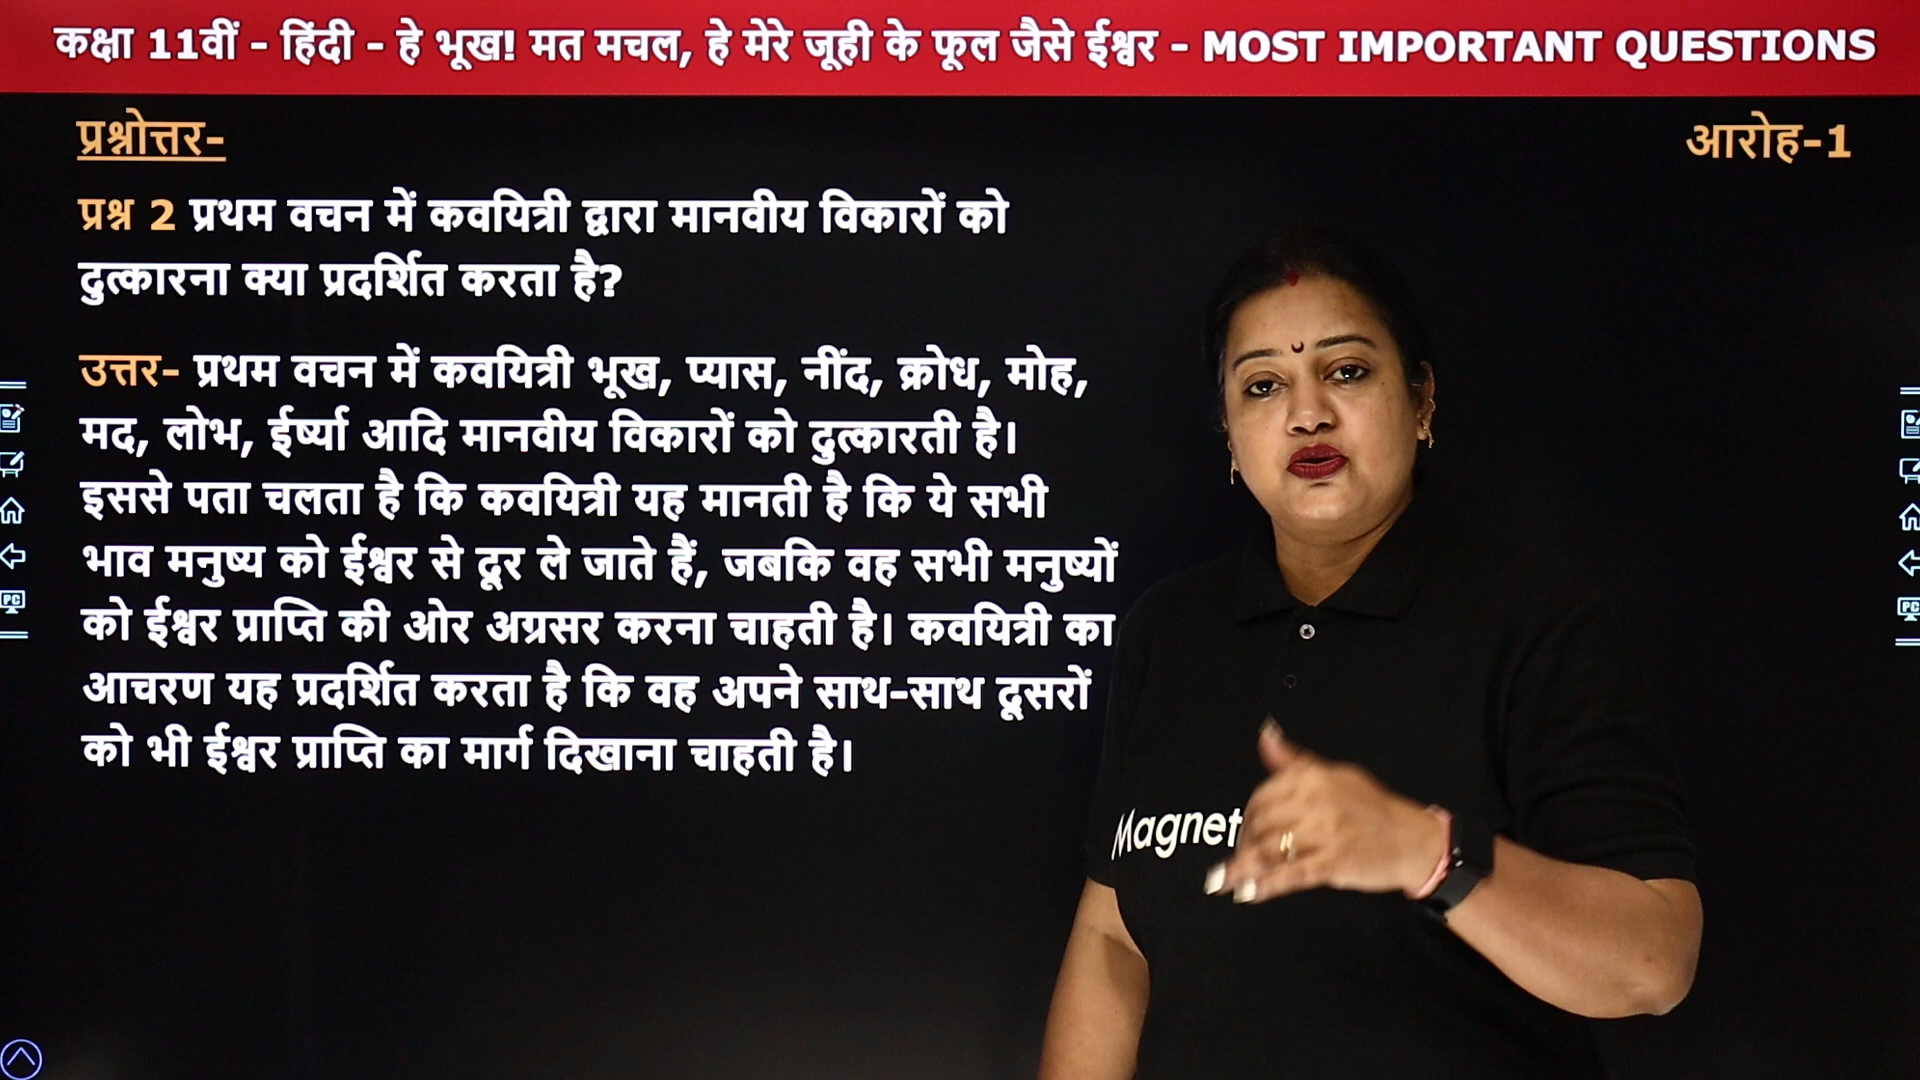 कक्षा 11वीं - हिंदी - हे भूख! मत मचल, हे मेरे जूही के फूल जैसे ईश्वर - MOST IMPORTANT QUESTIONS
प्रश्नोत्तर-
आरोह-1
प्रश्न 2 प्रथम वचन में कवयित्री द्वारा मानवीय विकारों को
दुत्कारना क्या प्रदर्शित करता है?
उत्तर- प्रथम वचन में कवयित्री भूख, प्यास, नींद, क्रोध, मोह,
मद, लोभ, ईर्ष्या आदि मानवीय विकारों को दुत्कारती है।
इससे पता चलता है कि कवयित्री यह मानती है कि ये सभी
भाव मनुष्य को ईश्वर से दूर ले जाते हैं, जबकि वह सभी मनुष्यों
को ईश्वर प्राप्ति की ओर अग्रसर करना चाहती है। कवयित्री का
आचरण यह प्रदर्शित करता है कि वह अपने साथ-साथ दूसरों
को भी ईश्वर प्राप्ति का मार्ग दिखाना चाहती है।
Magnet
PC
PC